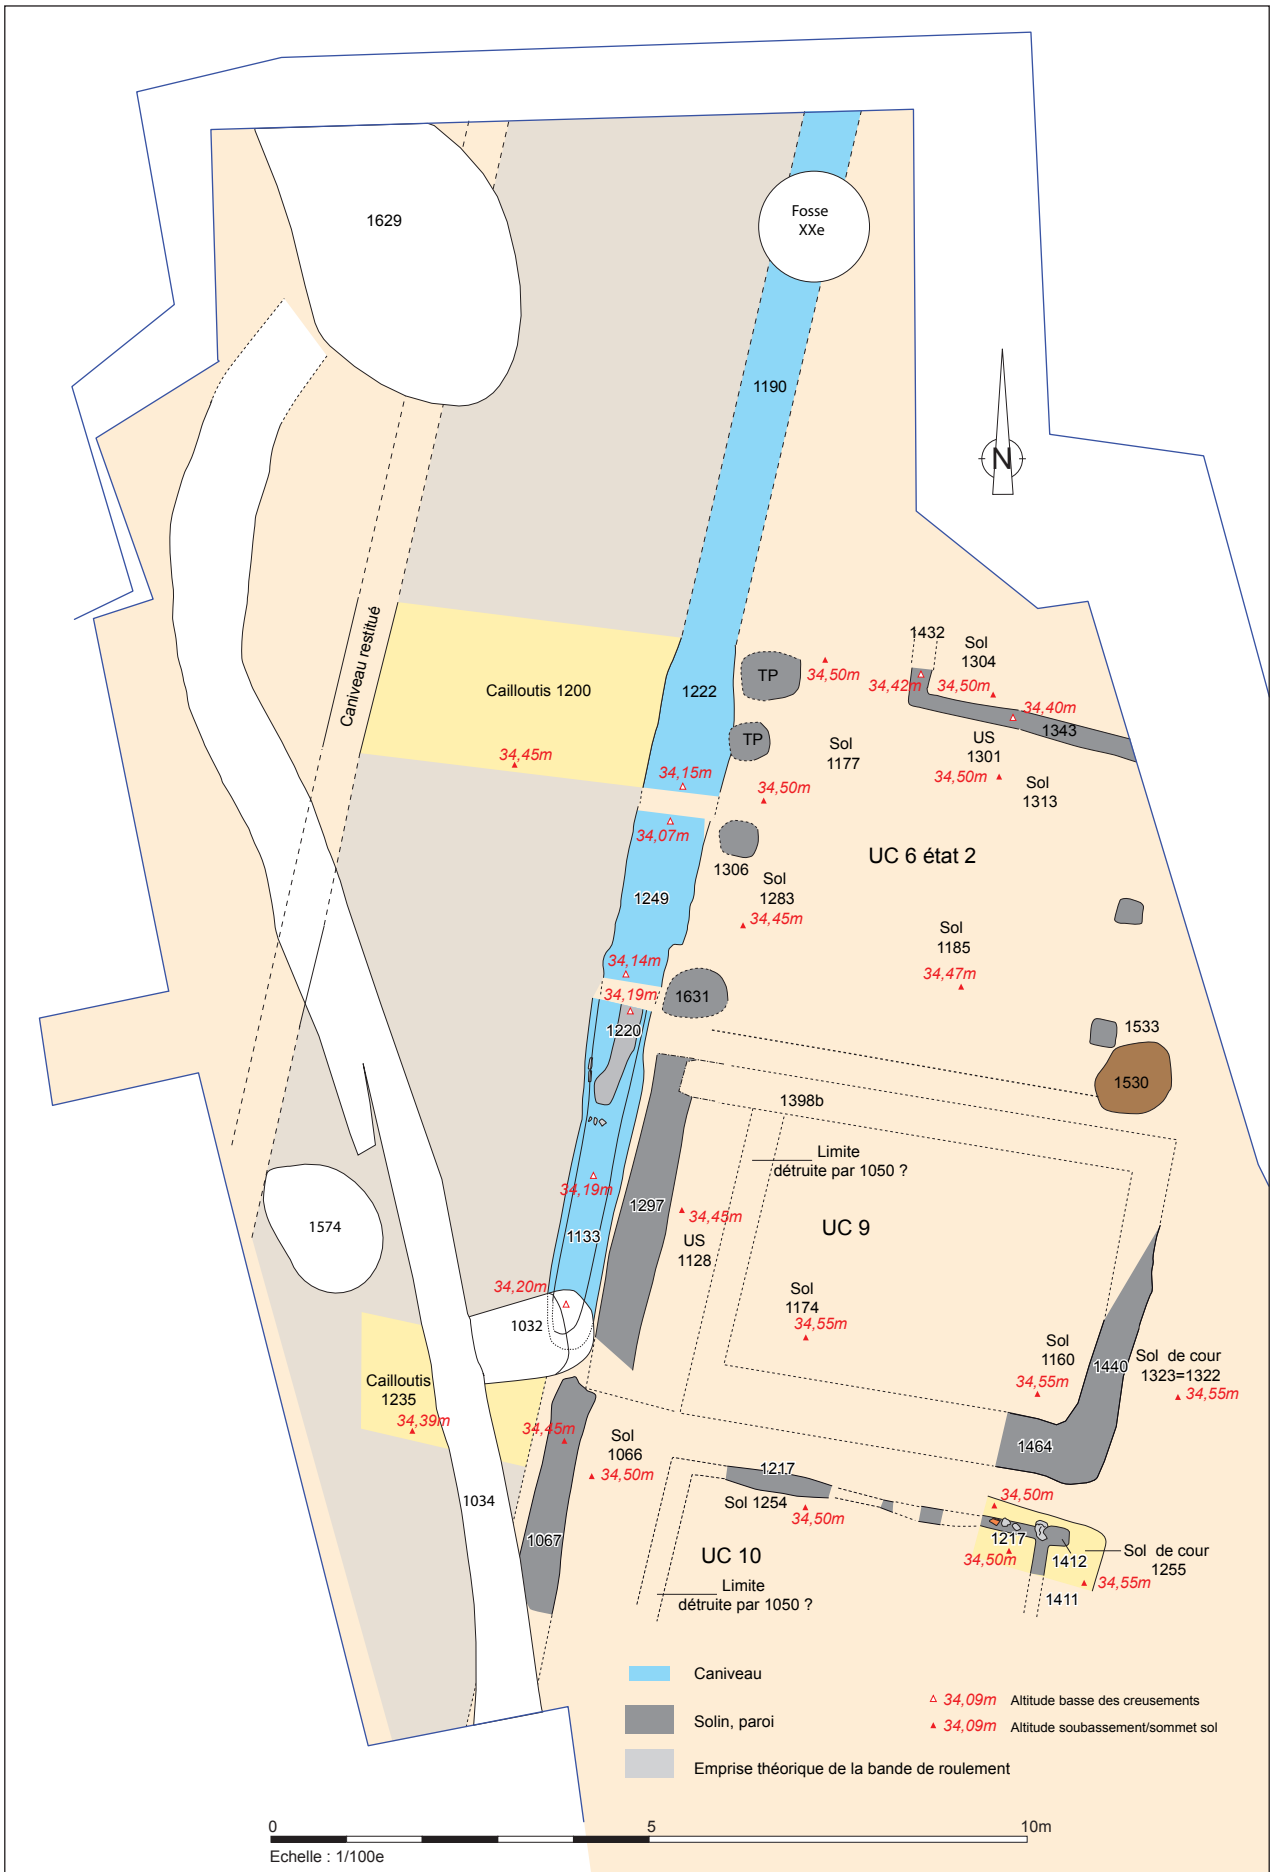 1629
Fosse
XXe
1190
N
Caniveau restitué
Cailloutis 1200
34,45m
1222
34,15m
TP
TP
34,50m
1432
Sol
1304
34,42m
34,50m
34,40m
1343
Sol
1177
US
1301
34,50m
Sol
1313
34,50m
34,07m
1306
UC 6 état 2
Sol
1283
34,45m
1249
Sol
1185
34,47m
34,14m
34,19m
1631
1220
1533
1530
1398b
Limite
détruite par 1050 ?
34,19m
1297
34,45m
US
1128
UC 9
1133
1574
34,20m
1032
Sol
1174
34,55m
Sol
1160
34,55m
1440
Sol de cour
1323=1322
34,55m
Cailloutis
1235
34,39m
34,45m
Sol
1066
34,50m
1464
1217
Sol 1254
34,50m
34,50m
1034
1067
UC 10
1217
34,50m
1412
Sol de cour
1255
34,55m
1411
Limite
détruite par 1050 ?
Caniveau
Solin, paroi
Emprise théorique de la bande de roulement
34,09m Altitude basse des creusements
34,09m Altitude soubassement/sommet sol
0 5 10m
Echelle : 1/100e